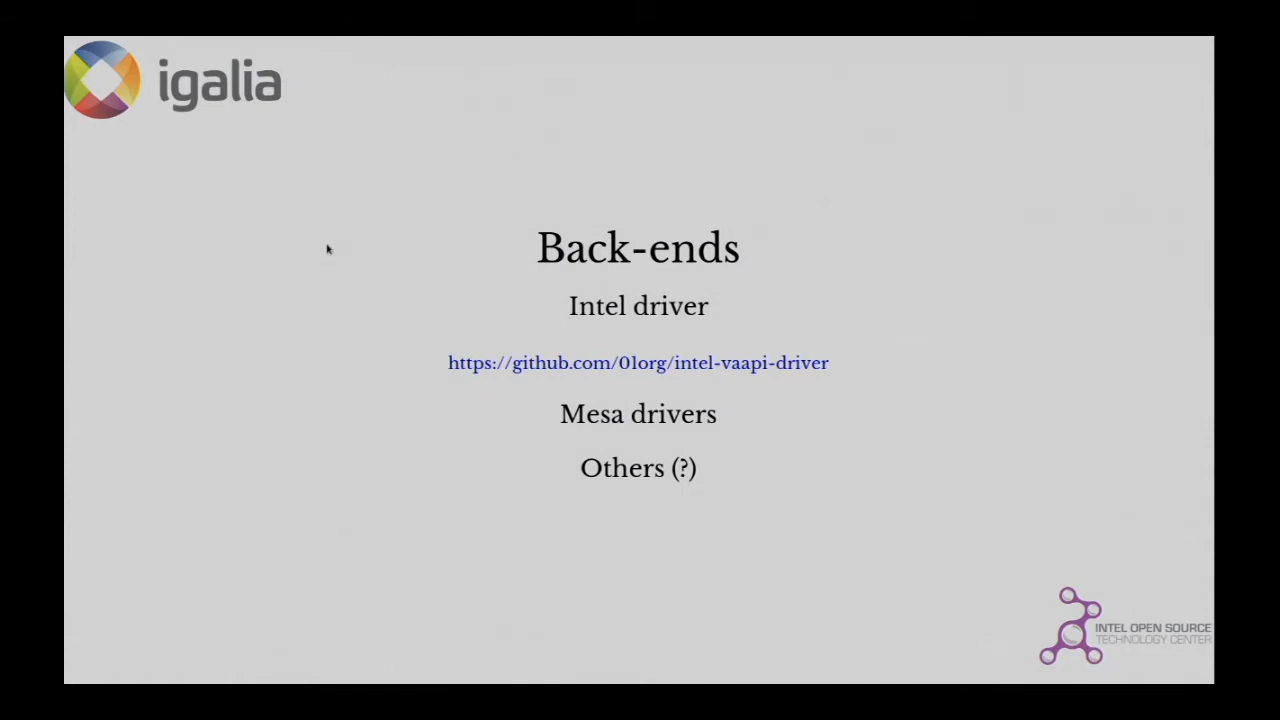 igalia
Back-ends
Intel driver
https://github.com/01org/intel-vaapi-driver
Mesa drivers
Others (?)
INTEL OPEN SOURCE
TECHNOLOGY CENTER